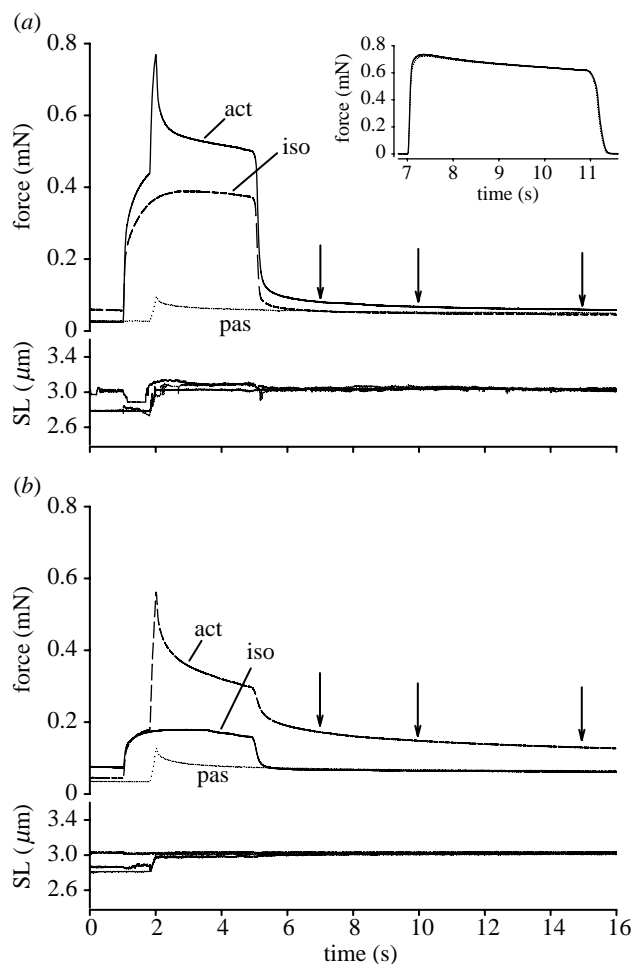 (a)
0.8
0.6
0.4
0.2
0
force (mN)
act
iso
pas
0.8
0.6
0.4
0.2
0
force (mN)
7 8 9 10 11
time (s)
3.4
3.0
2.6
SL (μm)
(b)
0.8
0.6
0.4
0.2
0
force (mN)
act
iso
pas
3.4
3.0
2.6
SL (μm)
0 2 4 6 8 10 12 14 16
time (s)